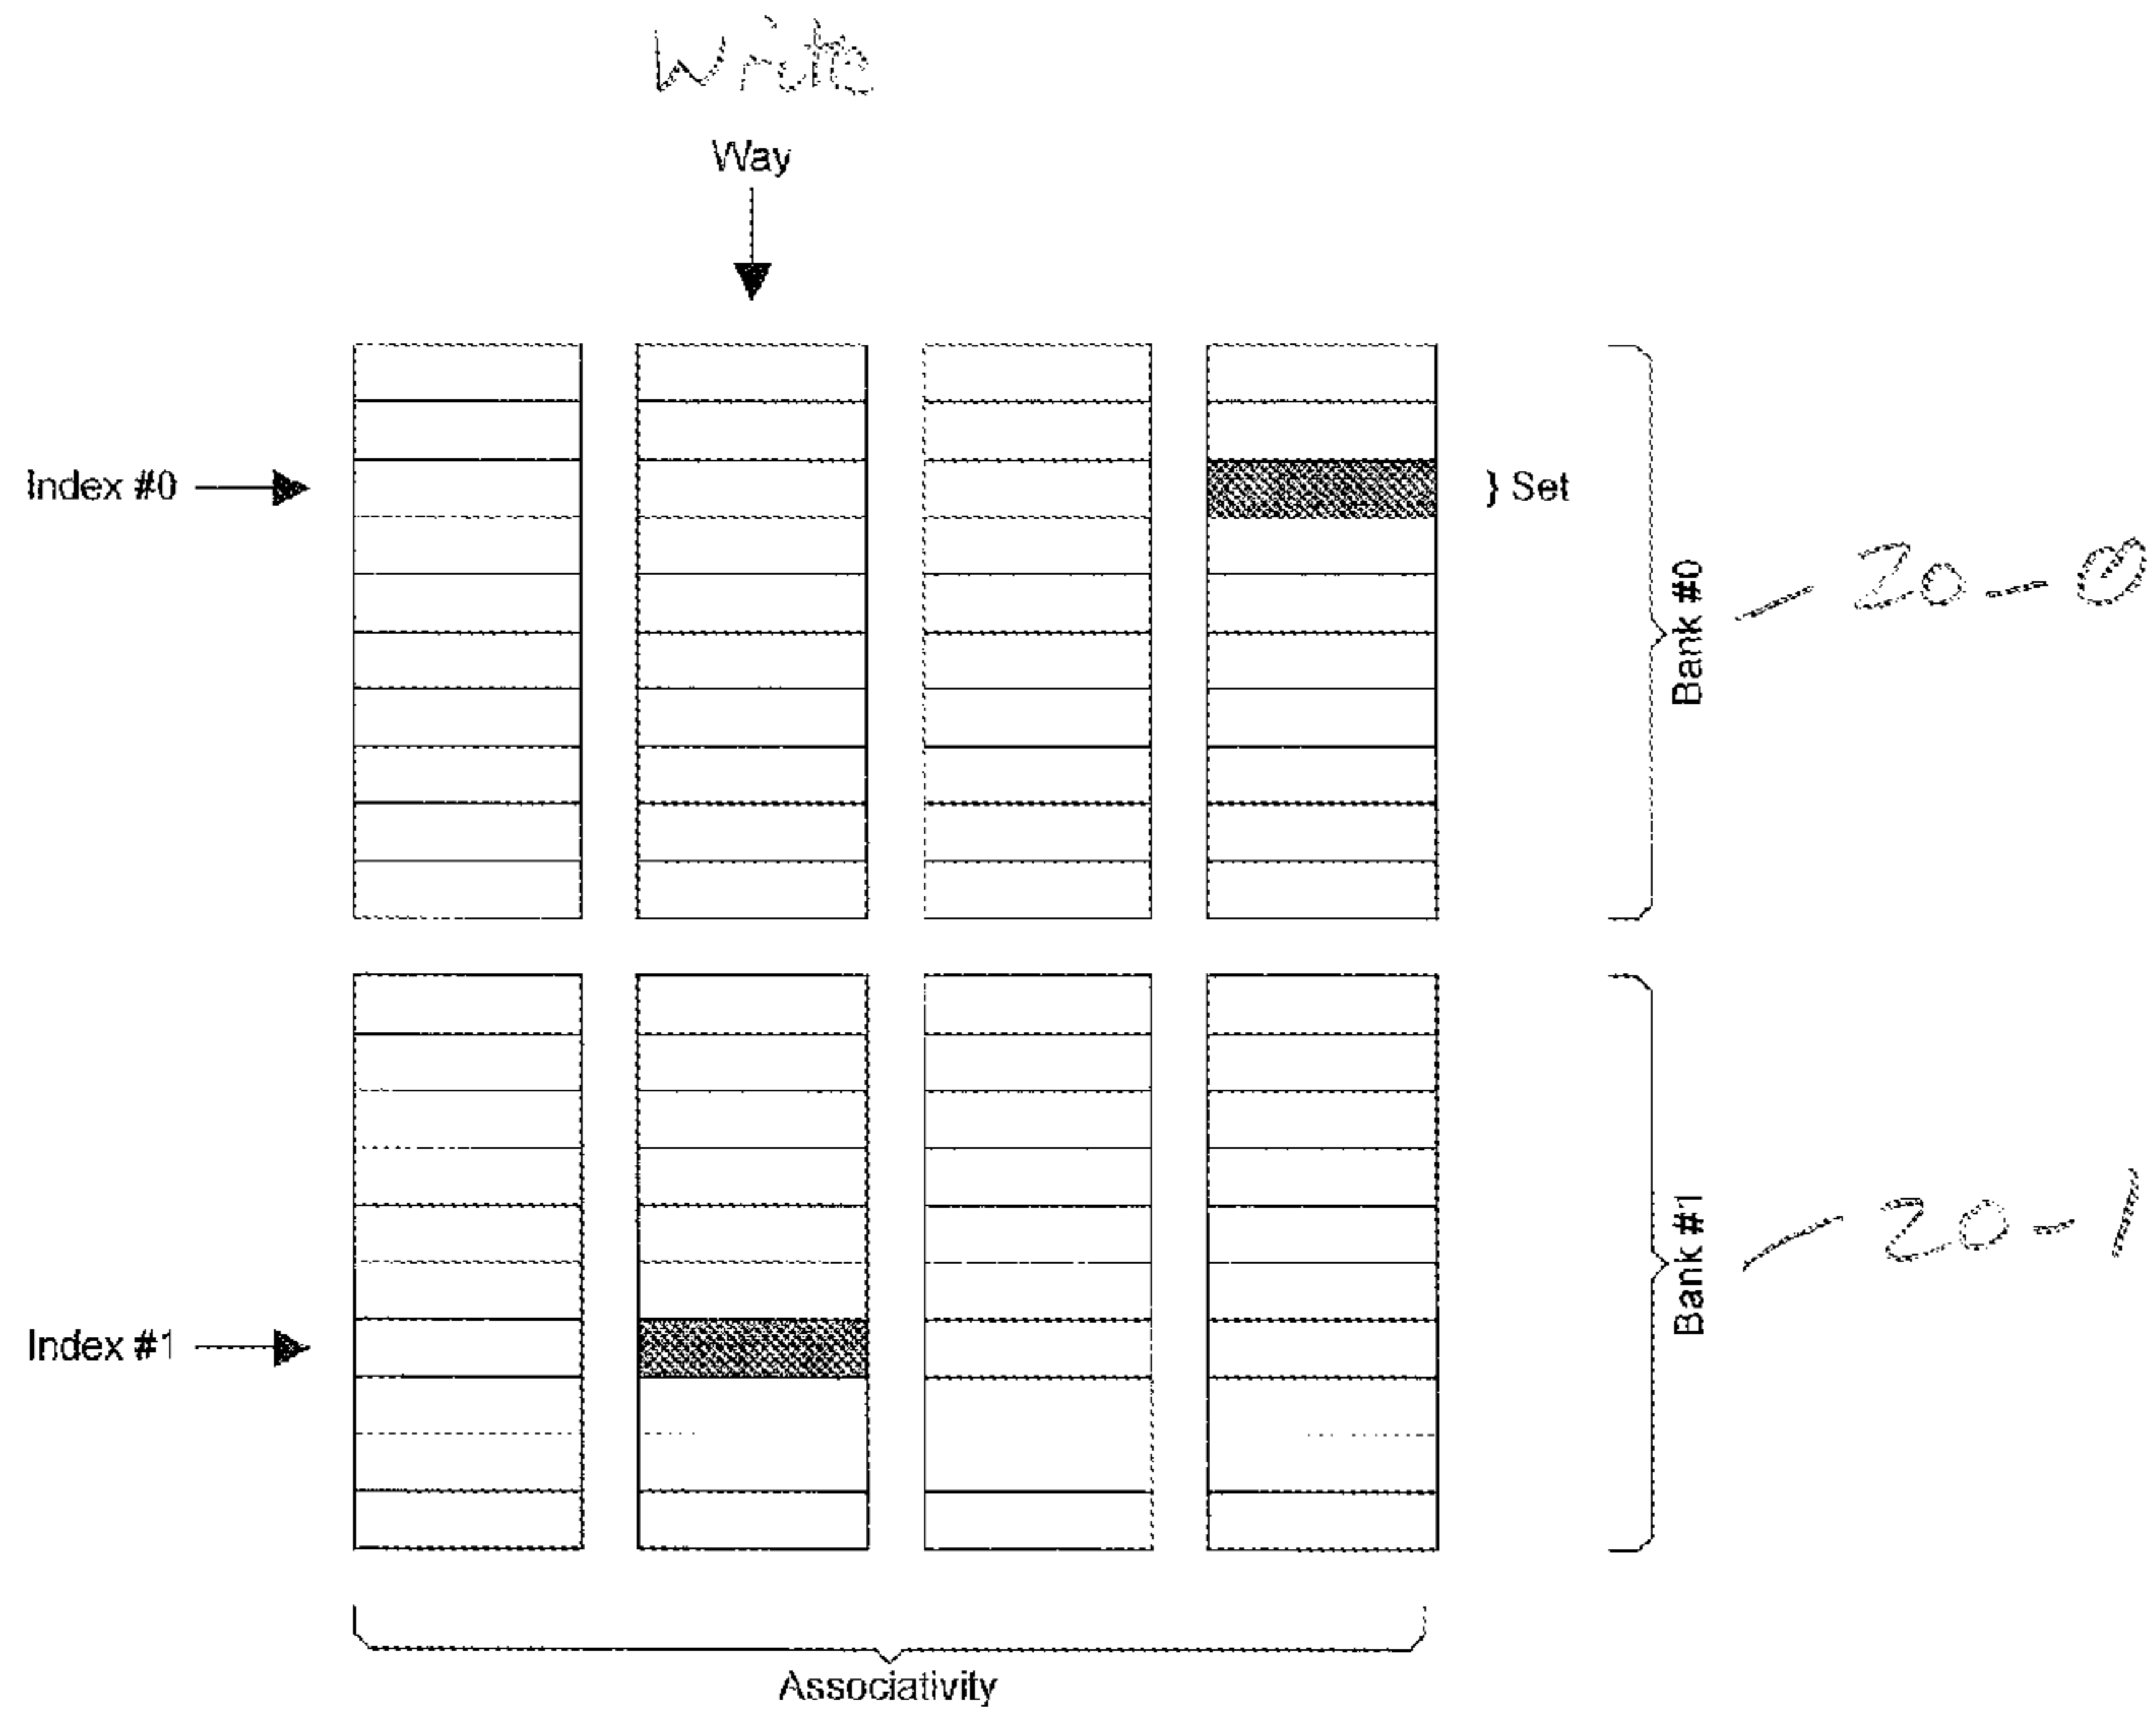 Write
Way
Index #0
} Set
Bank #0
20-0
Index #1
Bank #1
20-1
Associativity